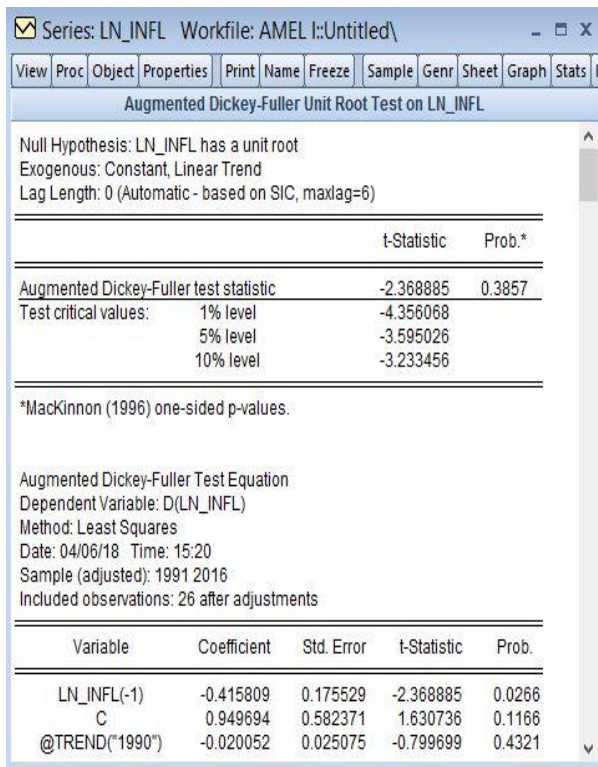 Series: LN_INFL Workfile: AMEL I::Untitled\
View Proc Object Properties Print Name Freeze Sample Genr Sheet Graph Stats
Augmented Dickey-Fuller Unit Root Test on LN_INFL
Null Hypothesis: LN_INFL has a unit root
Exogenous: Constant, Linear Trend
Lag Length: 0 (Automatic - based on SIC, maxlag=6)
t-Statistic Prob.*
Augmented Dickey-Fuller test statistic -2.368885 0.3857
Test critical values: 1% level -4.356068
5% level -3.595026
10% level -3.233456
*MacKinnon (1996) one-sided p-values.
Augmented Dickey-Fuller Test Equation
Dependent Variable: D(LN_INFL)
Method: Least Squares
Date: 04/06/18 Time: 15:20
Sample (adjusted): 1991 2016
Included observations: 26 after adjustments
Variable Coefficient Std. Error t-Statistic Prob.
LN_INFL(-1) -0.415809 0.175529 -2.368885 0.0266
C 0.949694 0.582371 1.630736 0.1166
@TREND("1990") -0.020052 0.025075 -0.799699 0.4321